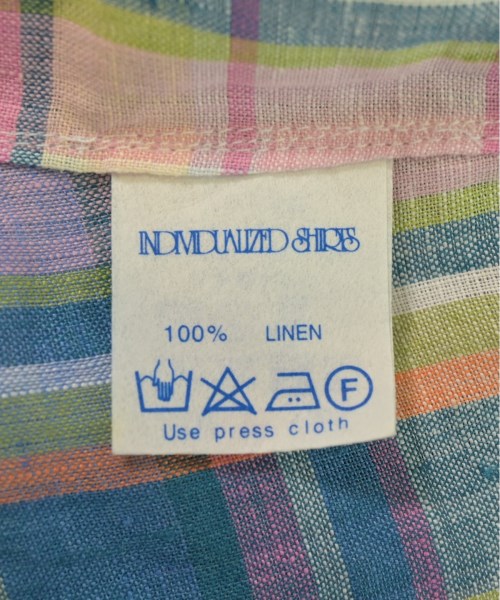 INDIVIDUALIZED SHIRTS
100% LINEN
F
Use press cloth